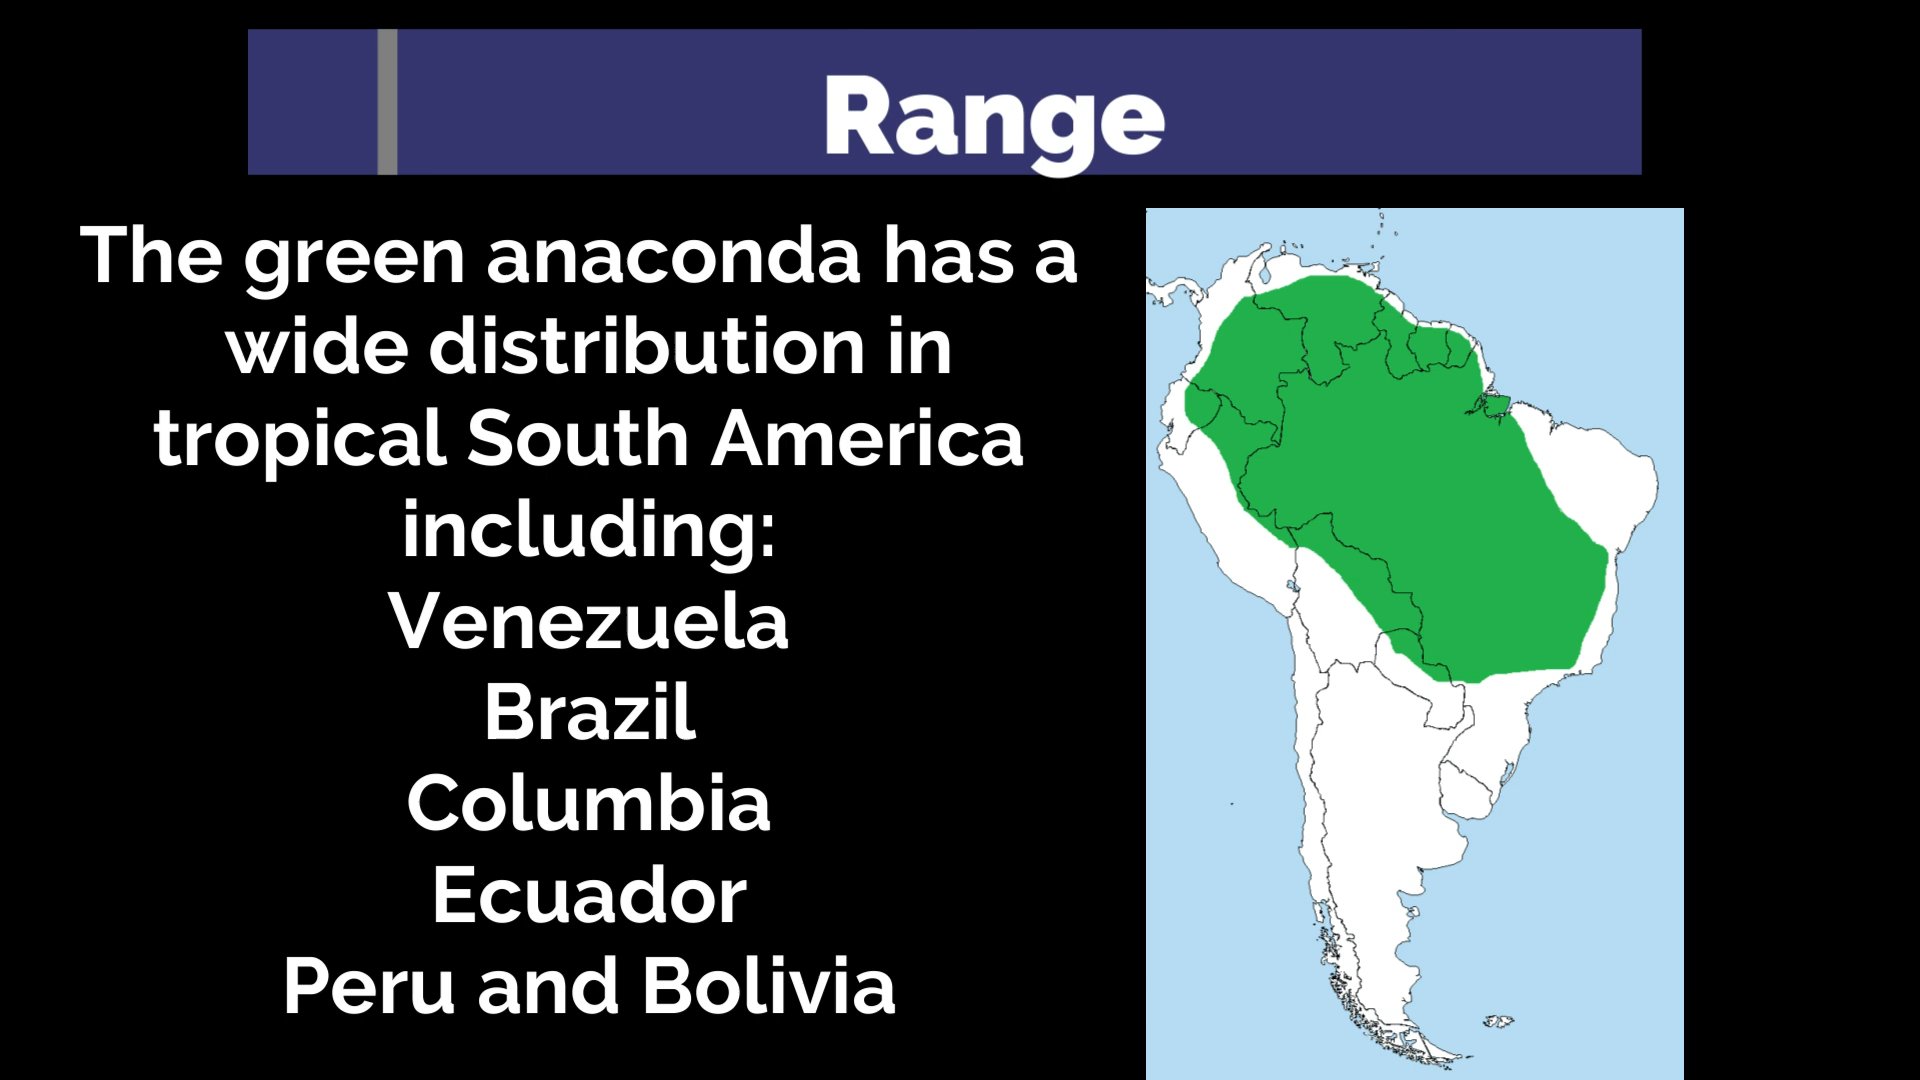 Range
The green anaconda has a
wide distribution in
tropical South America
including:
Venezuela
Brazil
Columbia
Ecuador
Peru and Bolivia